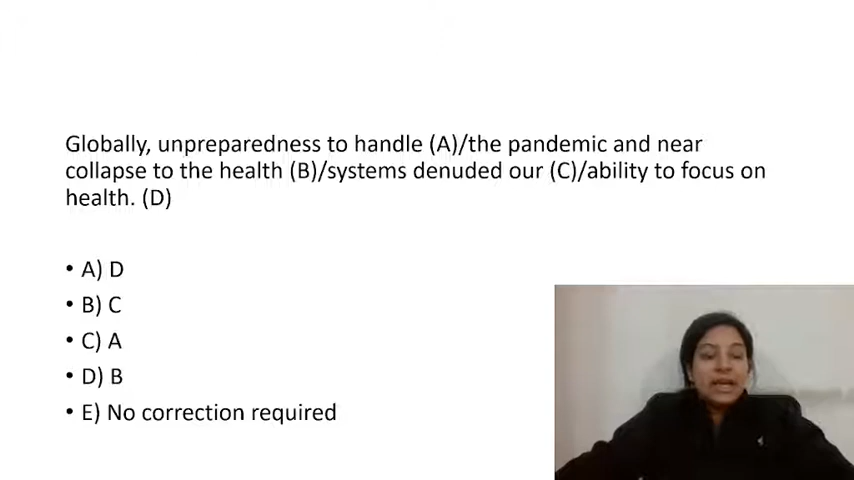 Globally, unpreparedness to handle (A)/the pandemic and near
collapse to the health (B)/systems denuded our (C)/ability to focus on
health. (D)
• A) D
• B) C
• C) A
• D) B
• E) No correction required